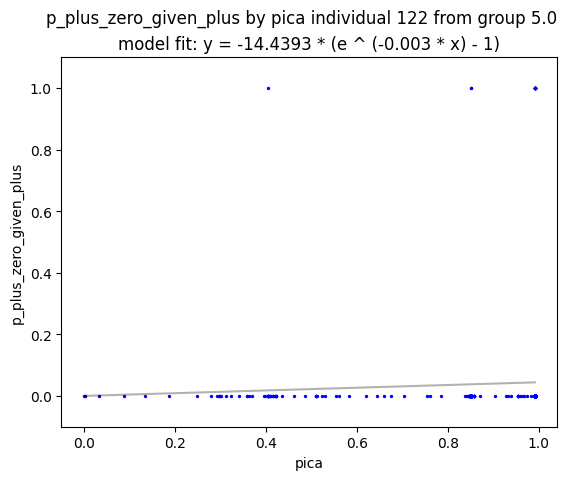 p_plus_zero_given_plus by pica individual 122 from group 5.0
model fit: y = -14.4393 * (e ^ (-0.003 * x) - 1)
1.0
0.8
0.6
0.4
0.2
0.0
p_plus_zero_given_plus
0.0 0.2 0.4 0.6 0.8 1.0
pica